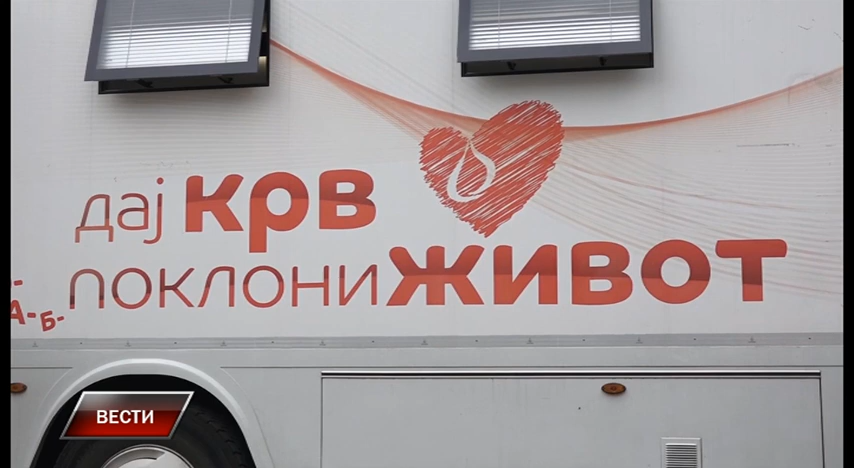 дај крв
поклони живот
А- Б-
ВЕСТИ